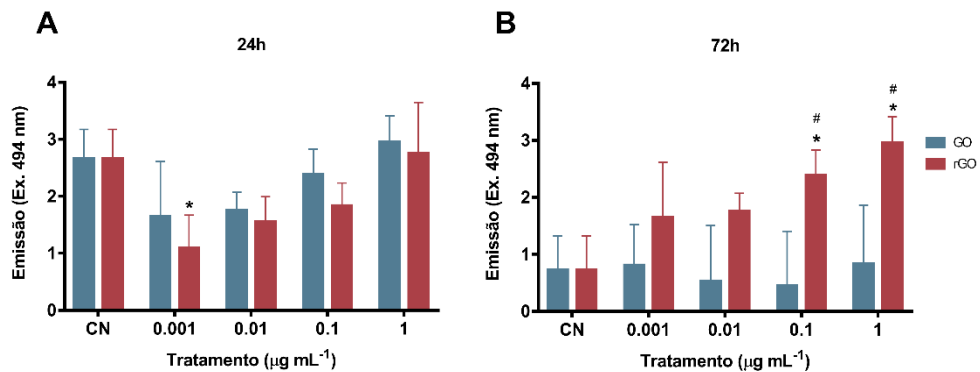 A
24h
Emissão (Ex. 494 nm)
4
3
2
1
0
*
CN 0.001 0.01 0.1 1
Tratamento (μg mL⁻¹)
B
72h
Emissão (Ex. 494 nm)
4
3
2
1
0
#
*
#
*
CN 0.001 0.01 0.1 1
Tratamento (μg mL⁻¹)
GO
rGO